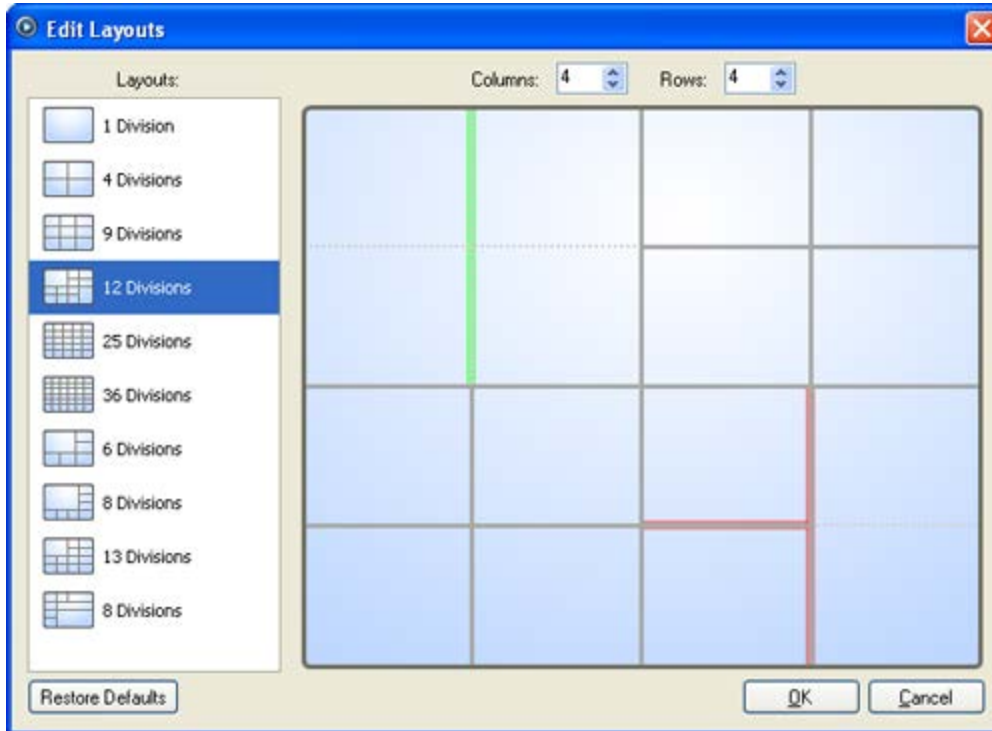 Edit Layouts
Layouts:
Columns: 4 Rows: 4
1 Division
4 Divisions
9 Divisions
12 Divisions
25 Divisions
36 Divisions
6 Divisions
8 Divisions
13 Divisions
8 Divisions
Restore Defaults
OK
Cancel